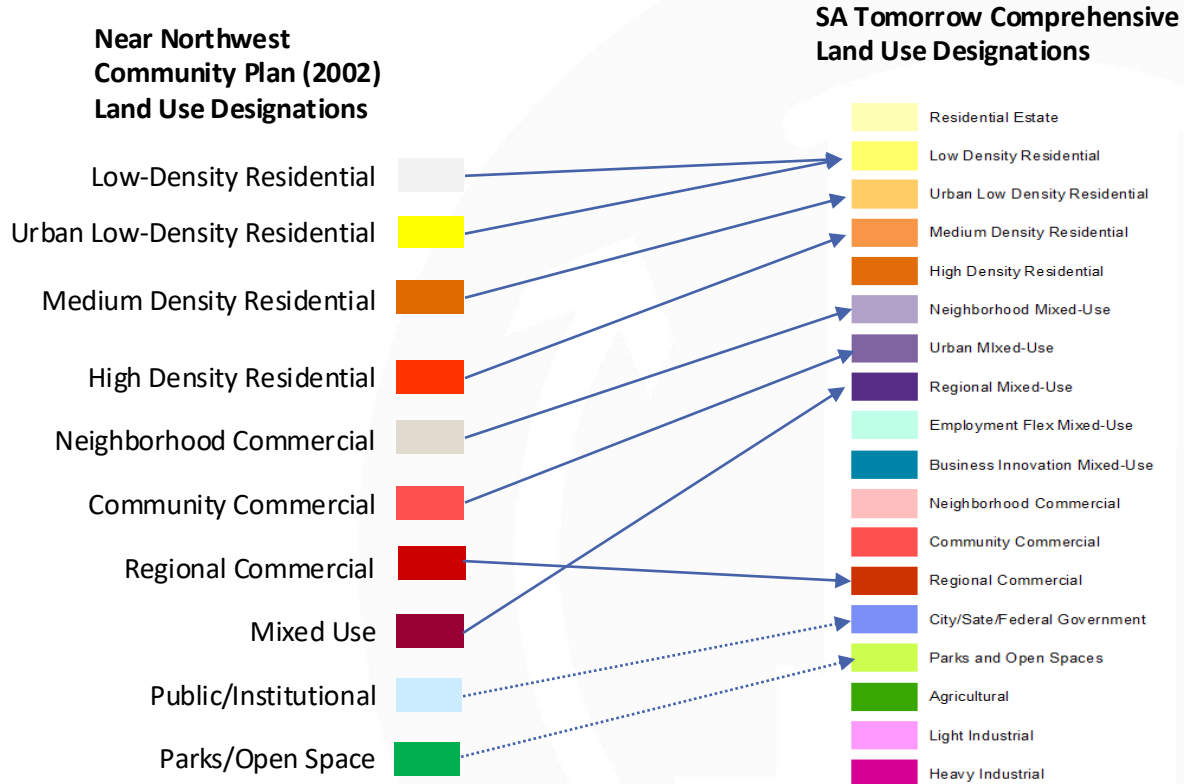 Near Northwest
Community Plan (2002)
Land Use Designations
Low-Density Residential
Urban Low-Density Residential
Medium Density Residential
High Density Residential
Neighborhood Commercial
Community Commercial
Regional Commercial
Mixed Use
Public/Institutional
Parks/Open Space
SA Tomorrow Comprehensive
Land Use Designations
Residential Estate
Low Density Residential
Urban Low Density Residential
Medium Density Residential
High Density Residential
Neighborhood Mixed-Use
Urban MIxed-Use
Regional Mixed-Use
Employment Flex Mixed-Use
Business Innovation Mixed-Use
Neighborhood Commercial
Community Commercial
Regional Commercial
City/Sate/Federal Government
Parks and Open Spaces
Agricultural
Light Industrial
Heavy Industrial